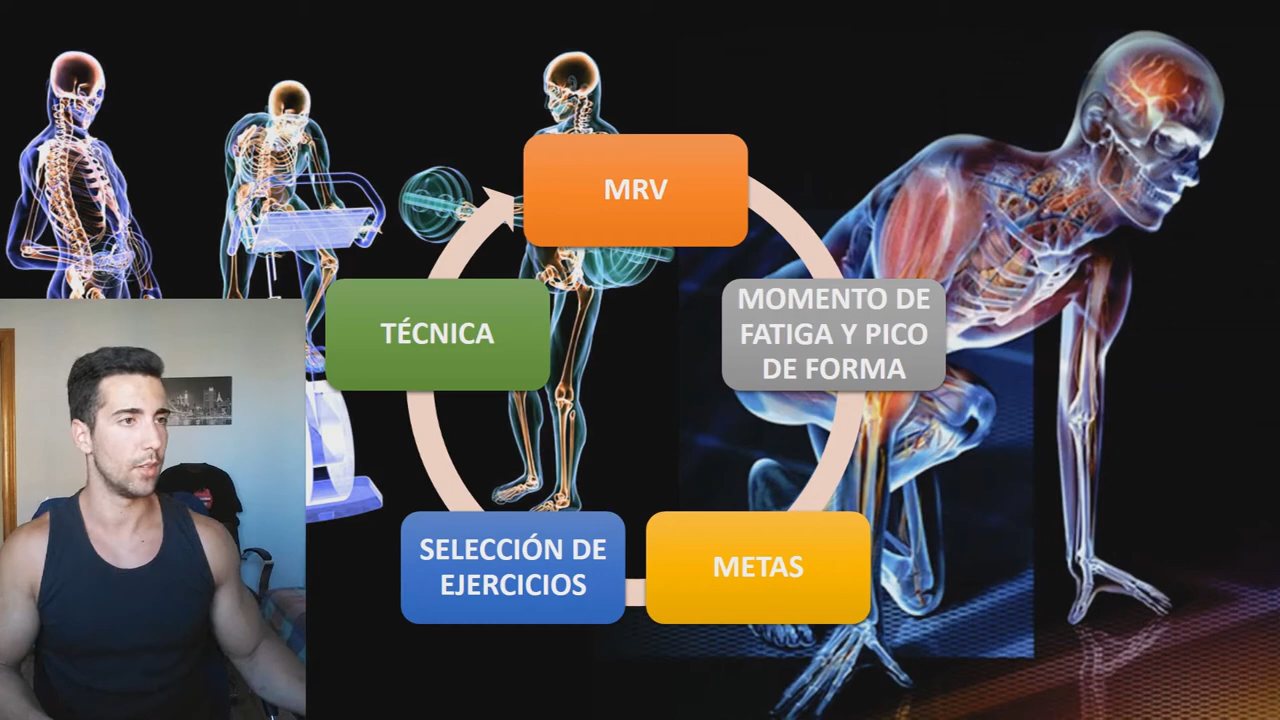 MRV
MOMENTO DE
FATIGA Y PICO
DE FORMA
METAS
SELECCIÓN DE
EJERCICIOS
TÉCNICA